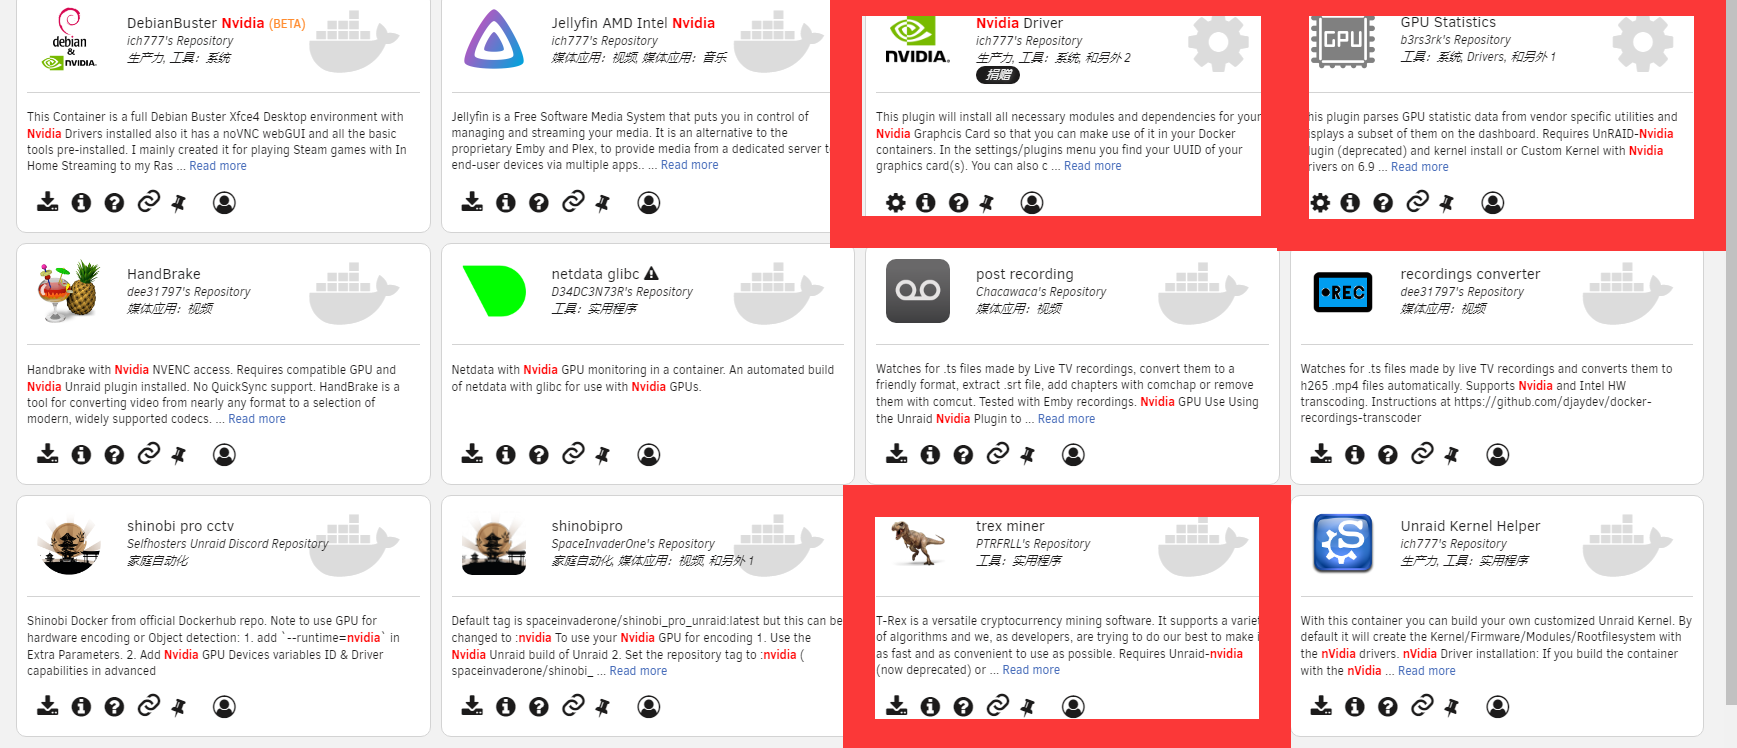 debian
&
NVIDIA.
DebianBuster Nvidia (BETA)
ich777's Repository
生产力, 工具：系统
This Container is a full Debian Buster Xfce4 Desktop environment with
Nvidia Drivers installed also it has a noVNC webGUI and all the basic
tools pre-installed. I mainly created it for playing Steam games with In
Home Streaming to my Ras ... Read more
Jellyfin AMD Intel Nvidia
ich777's Repository
媒体应用：视频, 媒体应用：音乐
Jellyfin is a Free Software Media System that puts you in control of
managing and streaming your media. It is an alternative to the
proprietary Emby and Plex, to provide media from a dedicated server t
end-user devices via multiple apps.. ... Read more
NVIDIA.
Nvidia Driver
ich777's Repository
生产力, 工具：系统, 和另外 2
捐赠
This plugin will install all necessary modules and dependencies for your
Nvidia Graphcis Card so that you can make use of it in your Docker
containers. In the settings/plugins menu you find your UUID of your
graphics card(s). You can also c ... Read more
GPU
GPU Statistics
b3rs3rk's Repository
工具：系统, Drivers, 和另外 1
his plugin parses GPU statistic data from vendor specific utilities and
isplays a subset of them on the dashboard. Requires UnRAID-Nvidia
lugin (deprecated) and kernel install or Custom Kernel with Nvidia
rivers on 6.9 ... Read more
HandBrake
dee31797's Repository
媒体应用：视频
Handbrake with Nvidia NVENC access. Requires compatible GPU and
Nvidia Unraid plugin installed. No QuickSync support. HandBrake is a
tool for converting video from nearly any format to a selection of
modern, widely supported codecs. ... Read more
netdata glibc
D34DC3N73R's Repository
工具：实用程序
Netdata with Nvidia GPU monitoring in a container. An automated build
of netdata with glibc for use with Nvidia GPUs.
post recording
Chacawaca's Repository
媒体应用：视频
Watches for .ts files made by Live TV recordings, convert them to a
friendly format, extract .srt file, add chapters with comchap or remove
them with comcut. Tested with Emby recordings. Nvidia GPU Use Using
the Unraid Nvidia Plugin to ... Read more
REC
recordings converter
dee31797's Repository
媒体应用：视频
Watches for .ts files made by live TV recordings and converts them to
h265 .mp4 files automatically. Supports Nvidia and Intel HW
transcoding. Instructions at https://github.com/djaydev/docker-
recordings-transcoder
shinobi pro cctv
Selfhosters Unraid Discord Repository
家庭自动化
Shinobi Docker from official Dockerhub repo. Note to use GPU for
hardware encoding or Object detection: 1. add `--runtime=nvidia` in
Extra Parameters. 2. Add Nvidia GPU Devices variables ID & Driver
capabilities in advanced
shinobipro
SpaceInvaderOne's Repository
家庭自动化, 媒体应用：视频, 和另外 1
Default tag is spaceinvaderone/shinobi_pro_unraid:latest but this can be
changed to :nvidia To use your Nvidia GPU for encoding 1. Use the
Nvidia Unraid build of Unraid 2. Set the repository tag to :nvidia (
spaceinvaderone/shinobi_ ... Read more
trex miner
PTRFRLL's Repository
工具：实用程序
T-Rex is a versatile cryptocurrency mining software. It supports a variet
of algorithms and we, as developers, are trying to do our best to make i
as fast and as convenient to use as possible. Requires Unraid-nvidia
(now deprecated) or ... Read more
S
Unraid Kernel Helper
ich777's Repository
生产力, 工具：实用程序
With this container you can build your own customized Unraid Kernel. By
default it will create the Kernel/Firmware/Modules/Rootfilesystem with
the nVidia drivers. nVidia Driver installation: If you build the container
with the nVidia ... Read more